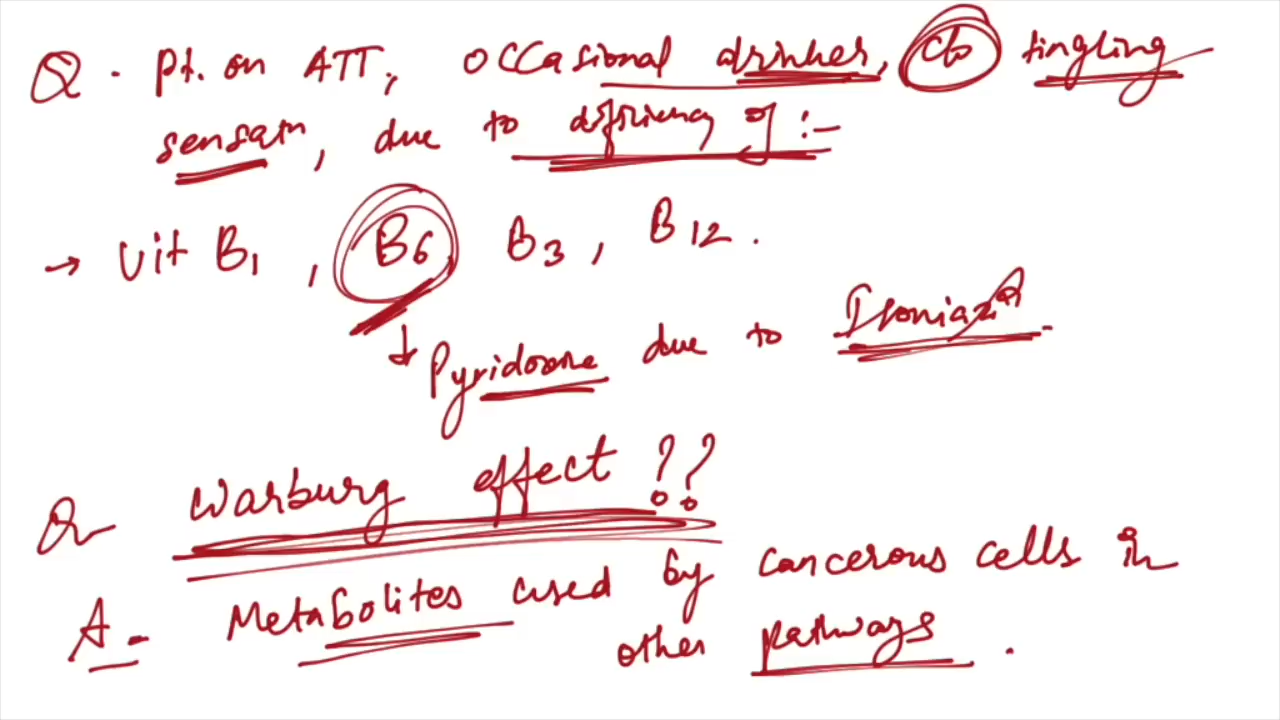 Q. Pt. on ATT, occasional drinker, c/o tingling
sensatn, due to deficiency of :-
→ Vit B1, B6 B3, B12.
↓ Pyridoxine due to Isoniazid.
Q Warburg effect ??
A- Metabolites used by cancerous cells in
other pathways.